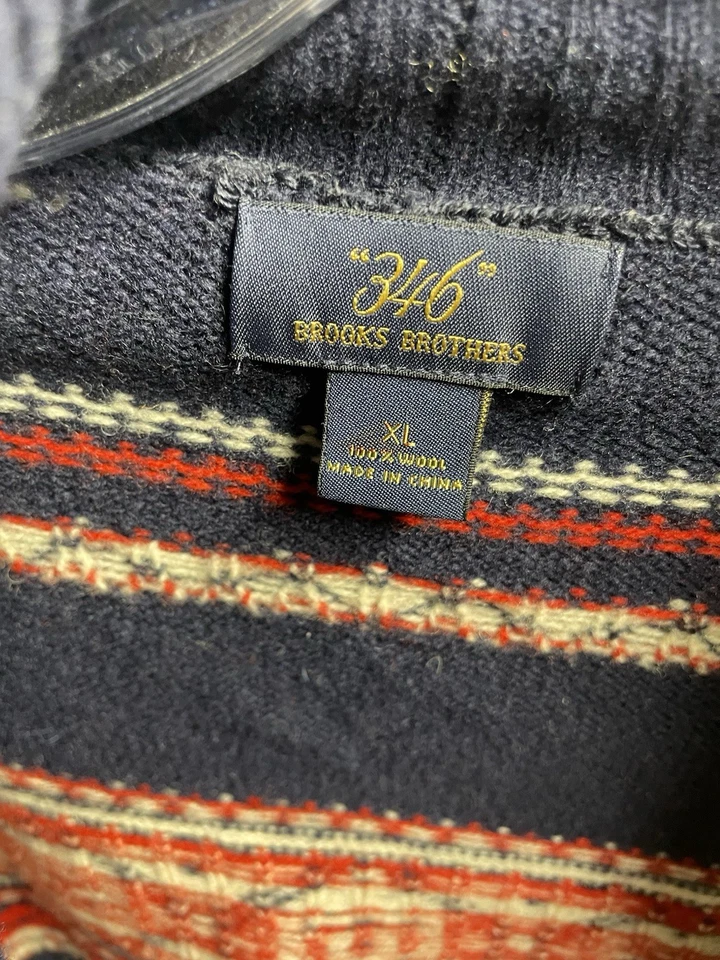 “346”
BROOKS BROTHERS
XL
100% WOOL
MADE IN CHINA